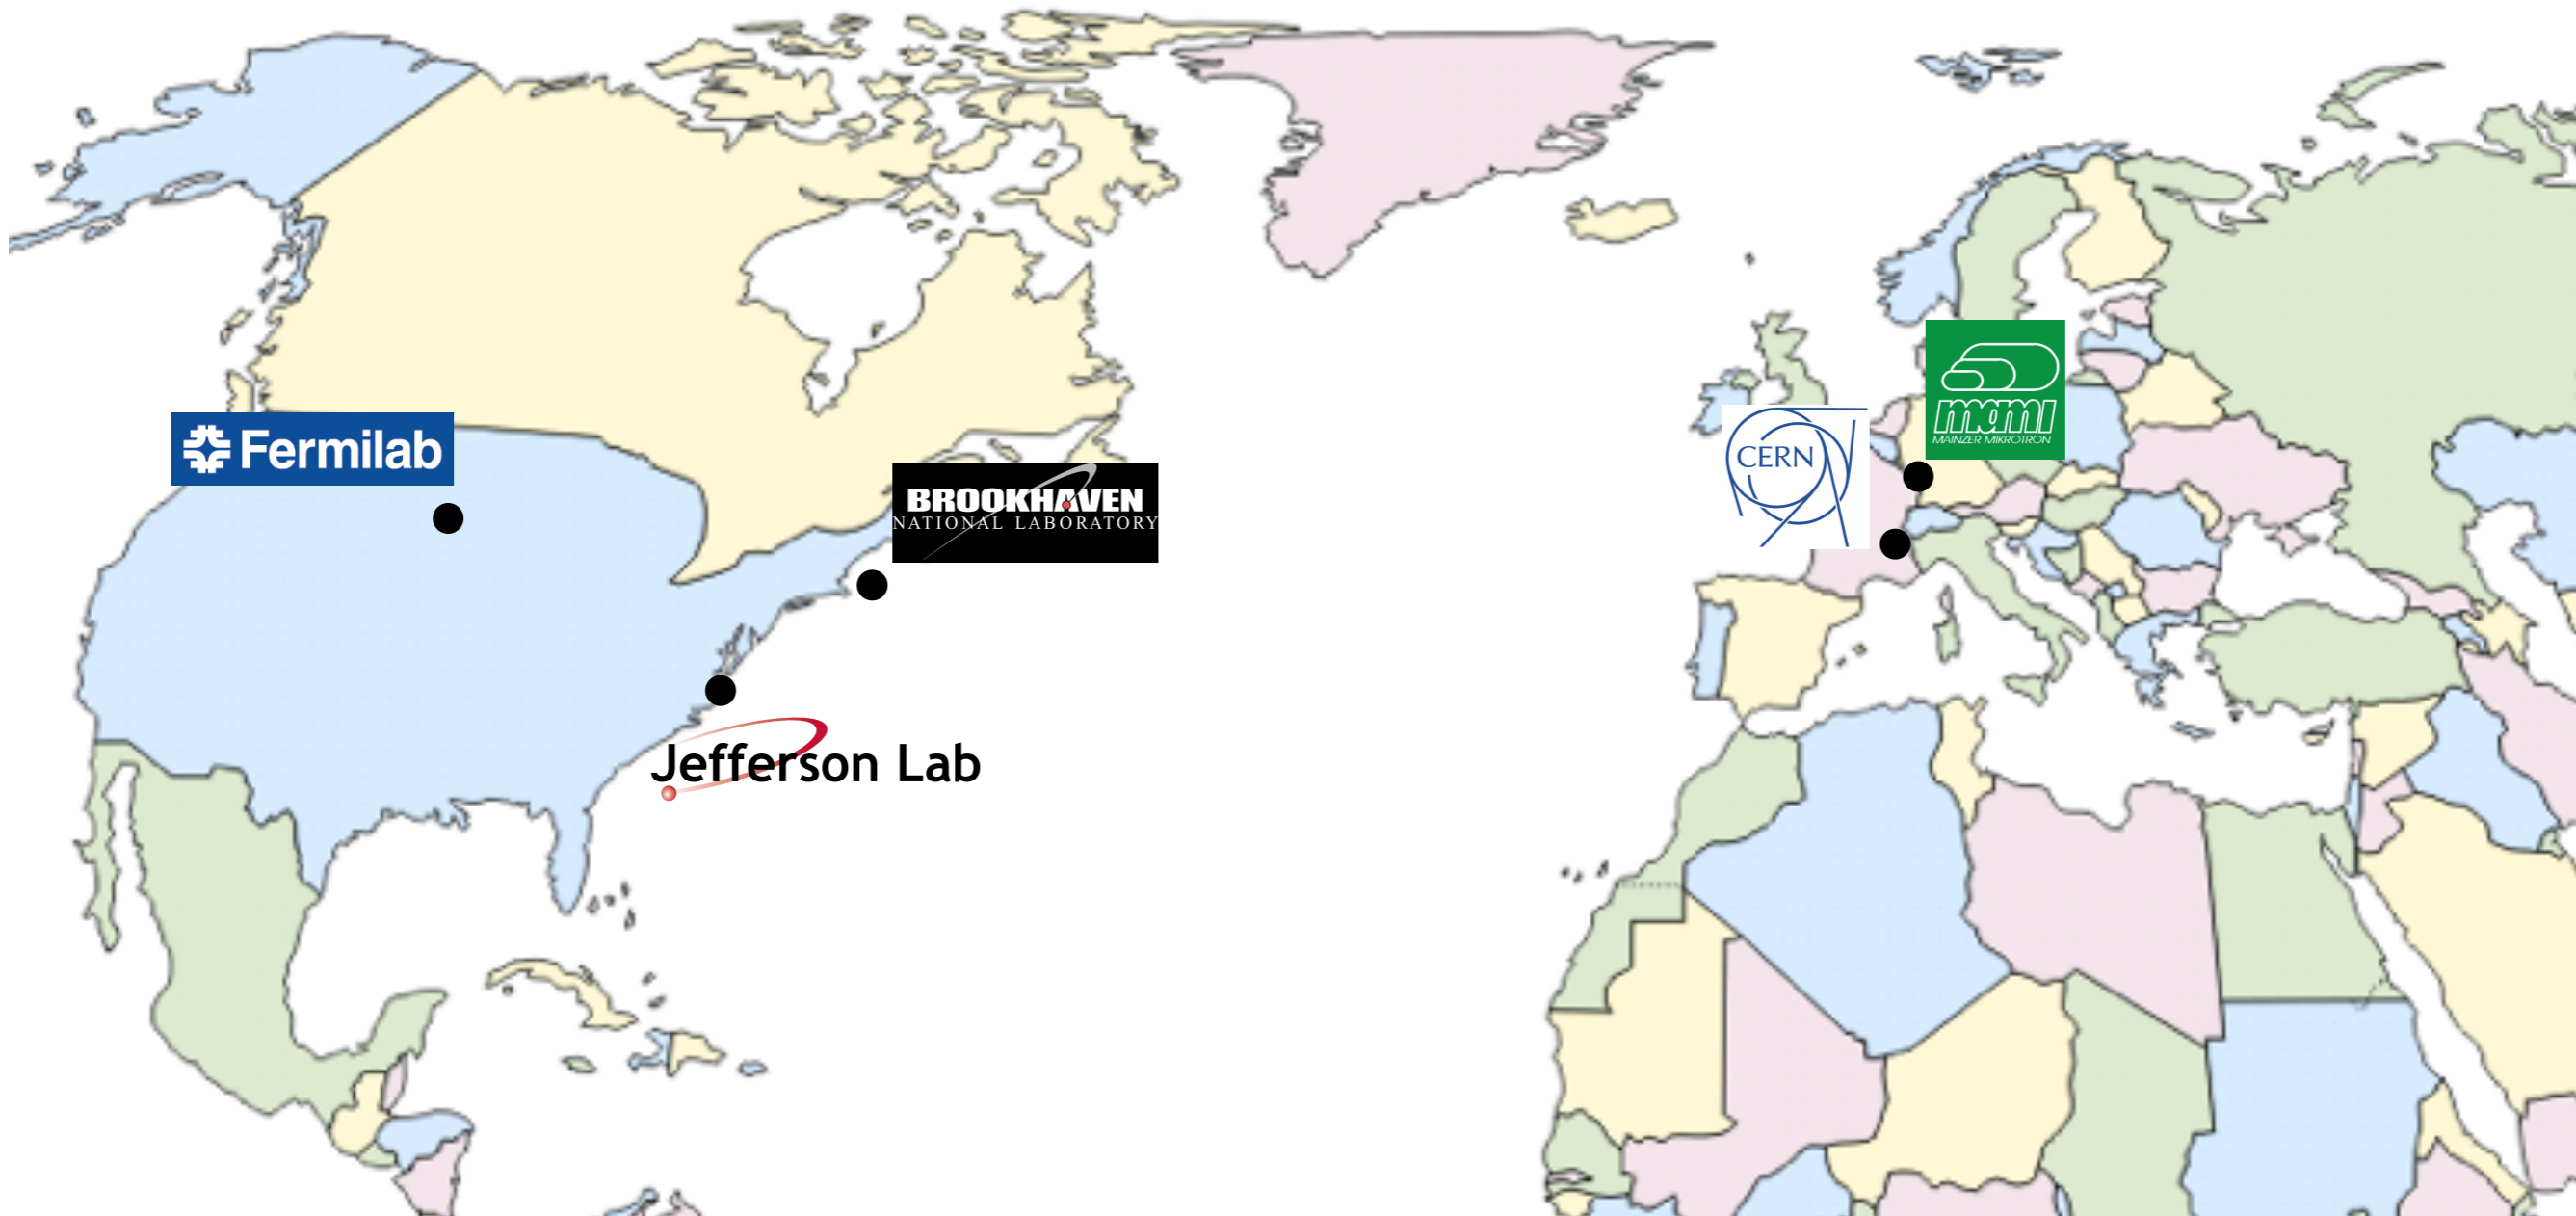 Fermilab
BROOKHAVEN
NATIONAL LABORATORY
Jefferson Lab
CERN
mami
MAINZER MIKROTRON